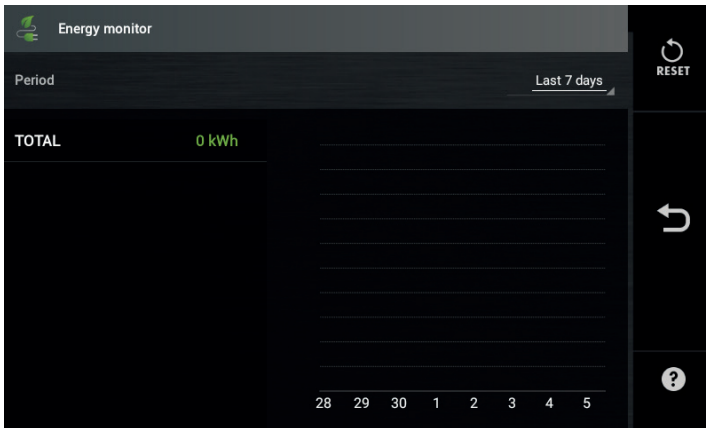 Energy monitor
RESET
Period
Last 7 days
TOTAL 0 kWh
28 29 30 1 2 3 4 5
?